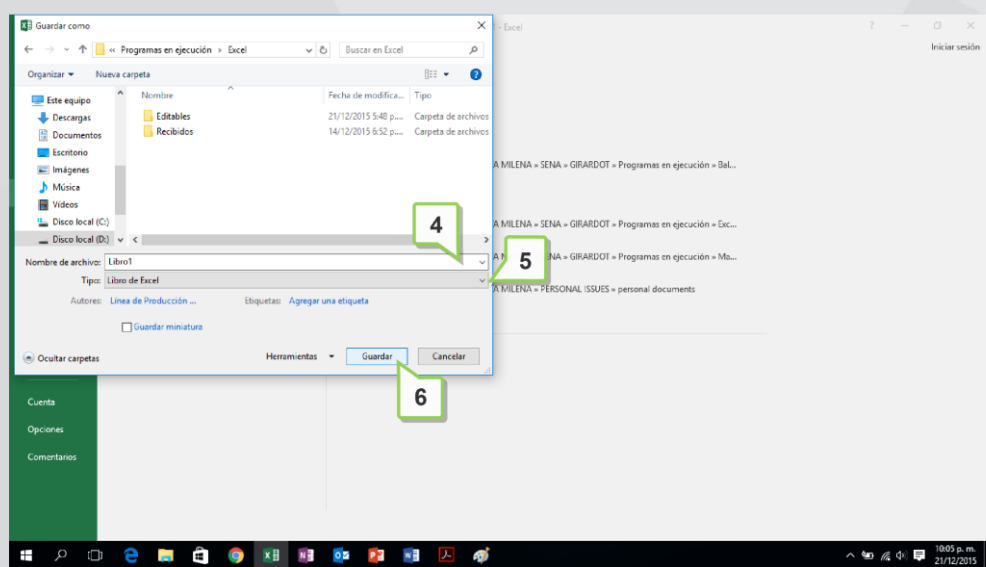 Guardar como
- Excel
Iniciar sesión
« Programas en ejecución › Excel
Buscar en Excel
Organizar
Nueva carpeta
Este equipo
Descargas
Documentos
Escritorio
Imágenes
Música
Vídeos
Disco local (C:)
Disco local (D:)
Nombre
Fecha de modifica...
Tipo
Editables
21/12/2015 5:48 p....
Carpeta de archivos
Recibidos
14/12/2015 6:52 p....
Carpeta de archivos
A MILENA » SENA » GIRARDOT » Programas en ejecución » Bal...
A MILENA » SENA » GIRARDOT » Programas en ejecución » Exc...
ENA » GIRARDOT » Programas en ejecución » Ma...
A MILENA » PERSONAL ISSUES » personal documents
4
5
Nombre de archivo: Libro1
Tipo: Libro de Excel
Autores: Línea de Producción ...
Etiquetas: Agregar una etiqueta
Guardar miniatura
Ocultar carpetas
Herramientas
Guardar
Cancelar
6
Cuenta
Opciones
Comentarios
10:05 p. m.
21/12/2015